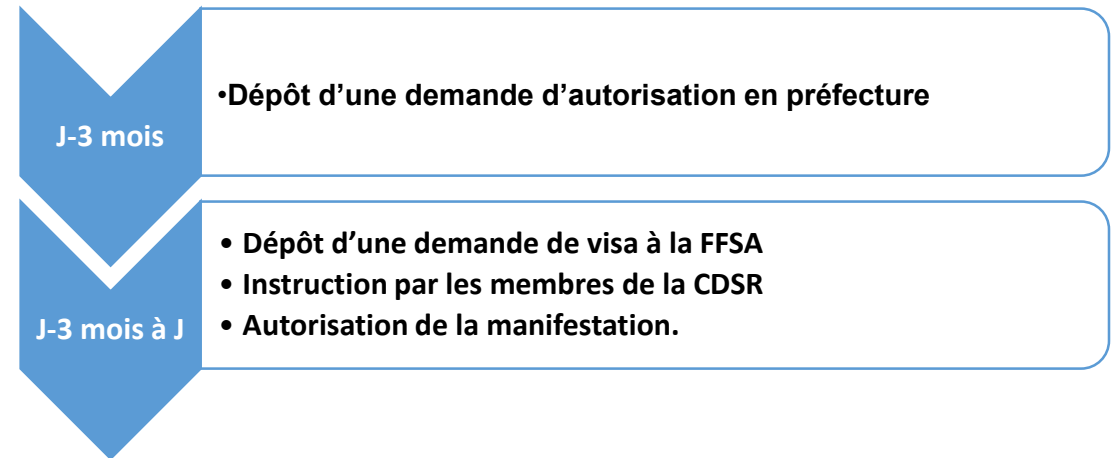 J-3 mois
•Dépôt d’une demande d’autorisation en préfecture
J-3 mois à J
• Dépôt d’une demande de visa à la FFSA
• Instruction par les membres de la CDSR
• Autorisation de la manifestation.